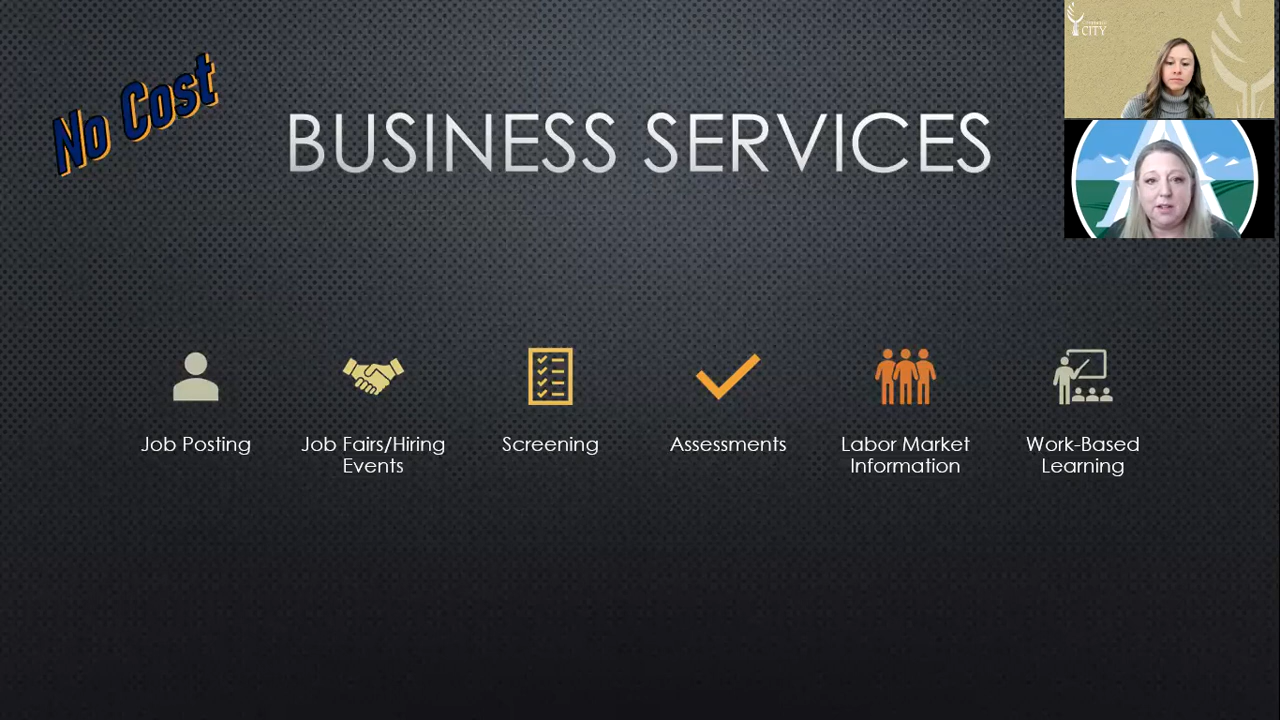 No Cost
BUSINESS SERVICES
CITY
Job Posting
Job Fairs/Hiring
Events
Screening
Assessments
Labor Market
Information
Work-Based
Learning